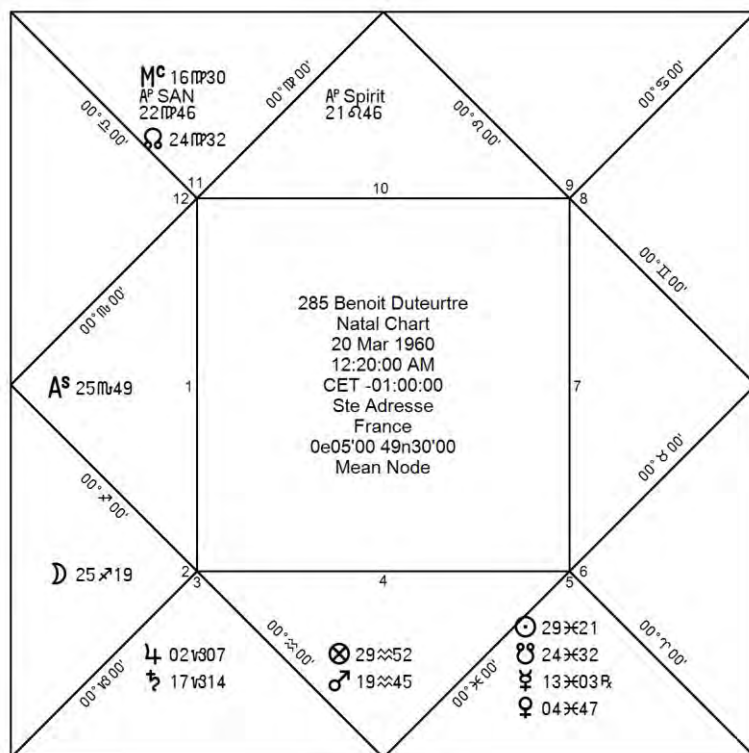 Mᶜ 16♍30
AP SAN
22♍46
☊ 24♍32
AP Spirit
21♌46
00°♎00'
00°♍00'
00°♌00'
00°♋00'
11
12
10
9
8
00°♏00'
00°♊00'
285 Benoit Duteurtre
Natal Chart
20 Mar 1960
12:20:00 AM
CET -01:00:00
Ste Adresse
France
0e05'00 49n30'00
Mean Node
Aˢ 25♏49
1
7
00°♐00'
00°♉00'
☽ 25♐19
2
3
4
5
6
♃ 02♑07
♄ 17♑14
00°♑00'
00°♒00'
⊗ 29♒52
♂ 19♒45
00°♓00'
☉ 29♓21
☋ 24♓32
☿ 13♓03℞
♀ 04♓47
00°♈00'